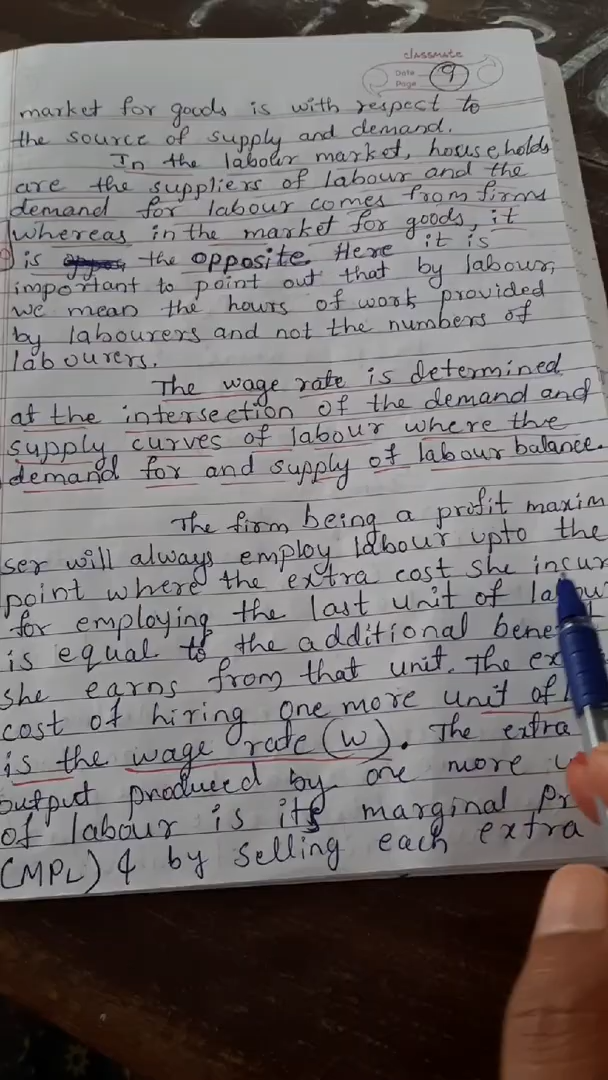 classmate
Date
Page 9
market for goods is with respect to
the source of supply and demand.
In the labour market, households
are the suppliers of labour and the
demand for labour comes from firms
whereas in the market for goods, it
is the opposite. Here it is
important to point out that by labour,
we mean the hours of work provided
by labourers and not the numbers of
labourers.
The wage rate is determined
at the intersection of the demand and
supply curves of labour where the
demand for and supply of labour balance.
The firm being a profit maximi
ser will always employ labour upto the
point where the extra cost she incur
for employing the last unit of labou
is equal to the additional benef
she earns from that unit. The ex
cost of hiring one more unit of l
is the wage rate (w). The extra
output produced by one more u
of labour is its marginal pr
(MPL) & by selling each extra